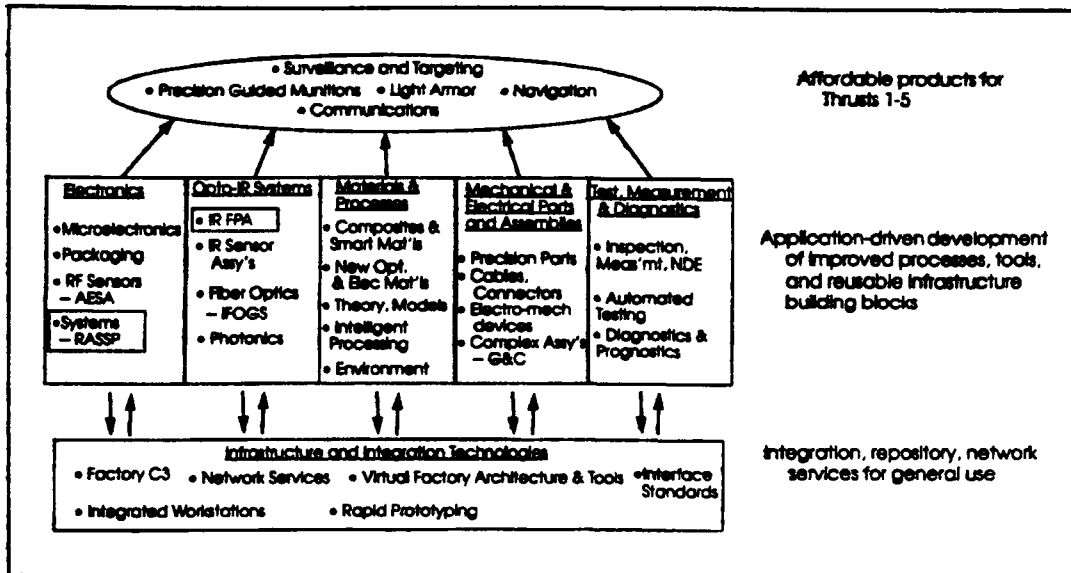 • Surveillance and Targeting
• Precision Guided Munitions • Light Armor • Navigation
• Communications
Affordable products for
Thrusts 1-5
Electronics
• Microelectronics
• Packaging
• RF Sensors
– AESA
• Systems
– RASSP
Opto-IR Systems
• IR FPA
• IR Sensor
Assy's
• Fiber Optics
– IFOGS
• Photonics
Materials &
Processes
• Composites &
Smart Mat'ls
• New Opt.
& Elec Mat'ls
• Theory, Models
• Intelligent
Processing
• Environment
Mechanical &
Electrical Parts
and Assemblies
• Precision Parts
• Cables,
Connectors
• Electro-mech
devices
• Complex Assy's
– G&C
Test, Measurement
& Diagnostics
• Inspection,
Meas'mt, NDE
• Automated
Testing
• Diagnostics &
Prognostics
Application-driven development
of improved processes, tools,
and reusable infrastructure
building blocks
Infrastructure and Integration Technologies
• Factory C3 • Network Services • Virtual Factory Architecture & Tools • Interface
Standards
• Integrated Workstations • Rapid Prototyping
Integration, repository, network
services for general use